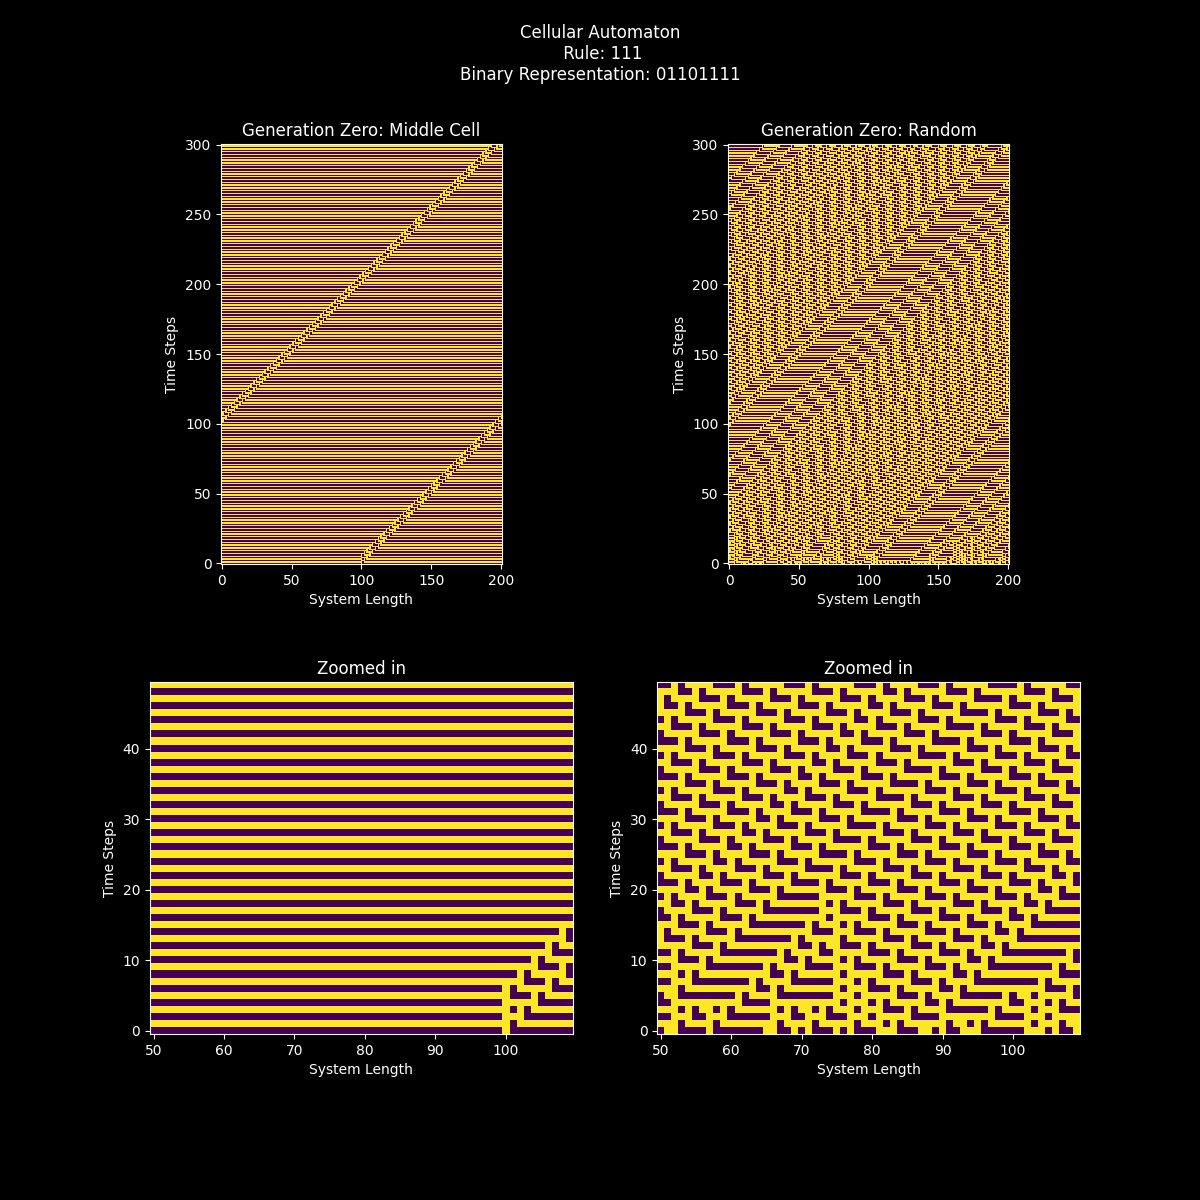 Cellular Automaton
Rule: 111
Binary Representation: 01101111
Generation Zero: Middle Cell
300
250
200
150
100
50
0
Time Steps
0 50 100 150 200
System Length
Generation Zero: Random
300
250
200
150
100
50
0
Time Steps
0 50 100 150 200
System Length
Zoomed in
40
30
20
10
0
Time Steps
50 60 70 80 90 100
System Length
Zoomed in
40
30
20
10
0
Time Steps
50 60 70 80 90 100
System Length